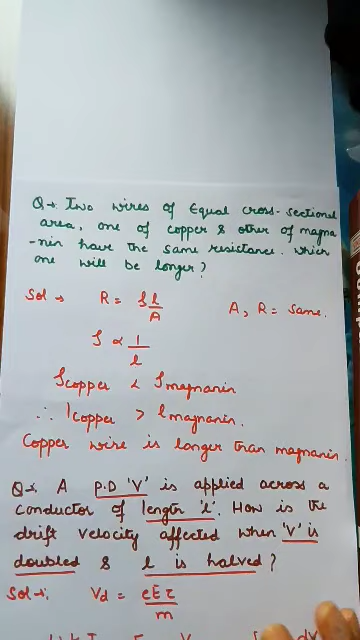 Q→ Two wires of Equal cross-sectional
area, one of copper & other of magna
-nin have the same resistance. which
one will be longer?
Sol → R = ρl/A A, R = Same.
ρ ∝ 1/l
ρcopper < ρmagnanin
∴ lcopper > lmagnanin.
Copper wire is longer than magnanin.
Q→ A P.D 'V' is applied across a
conductor of length 'l'. How is the
drift velocity affected when 'V' is
doubled & l is halved?
Sol→ Vd = eEτ/m